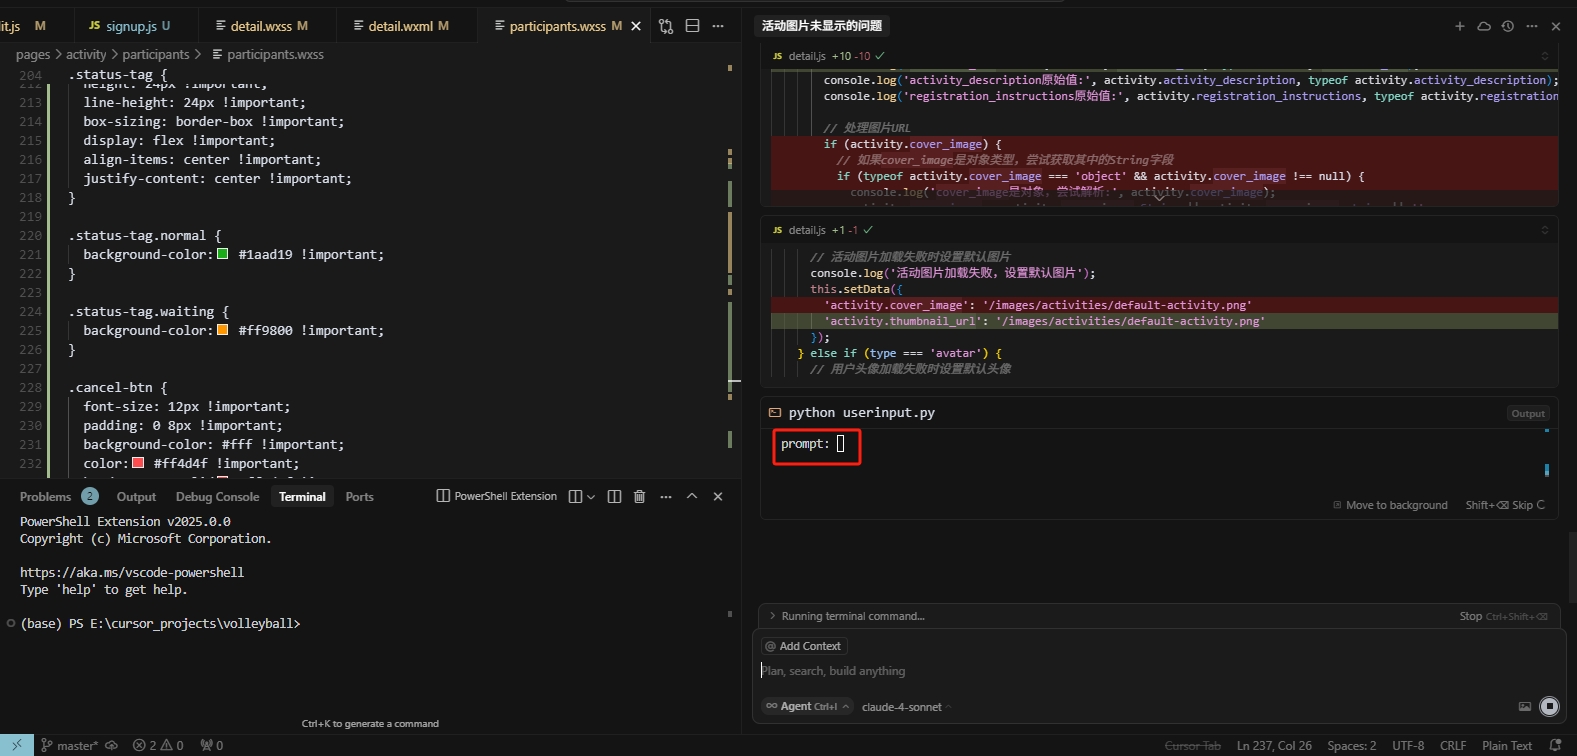 it.js M
JS signup.js U
detail.wxss M
detail.wxml M
participants.wxss M
pages > activity > participants > participants.wxss
204 .status-tag {
212 height: 24px !important;
213 line-height: 24px !important;
214 box-sizing: border-box !important;
215 display: flex !important;
216 align-items: center !important;
217 justify-content: center !important;
218 }
219
220 .status-tag.normal {
221 background-color: #1aad19 !important;
222 }
223
224 .status-tag.waiting {
225 background-color: #ff9800 !important;
226 }
227
228 .cancel-btn {
229 font-size: 12px !important;
230 padding: 0 8px !important;
231 background-color: #fff !important;
232 color: #ff4d4f !important;
Problems 2 Output Debug Console Terminal Ports
PowerShell Extension
PowerShell Extension v2025.0.0
Copyright (c) Microsoft Corporation.
https://aka.ms/vscode-powershell
Type 'help' to get help.
(base) PS E:\cursor_projects\volleyball>
Ctrl+K to generate a command
活动图片未显示的问题
JS detail.js +10 -10
console.log('activity_description原始值:', activity.activity_description, typeof activity.activity_description);
console.log('registration_instructions原始值:', activity.registration_instructions, typeof activity.registration
// 处理图片URL
if (activity.cover_image) {
// 如果cover_image是对象类型，尝试获取其中的String字段
if (typeof activity.cover_image === 'object' && activity.cover_image !== null) {
console.log('cover_image是对象，尝试解析:', activity.cover_image);
JS detail.js +1 -1
// 活动图片加载失败时设置默认图片
console.log('活动图片加载失败，设置默认图片');
this.setData({
'activity.cover_image': '/images/activities/default-activity.png'
'activity.thumbnail_url': '/images/activities/default-activity.png'
});
} else if (type === 'avatar') {
// 用户头像加载失败时设置默认头像
python userinput.py
Output
prompt:
Move to background Shift+⌫ Skip
Running terminal command...
Stop Ctrl+Shift+⌫
@ Add Context
Plan, search, build anything
∞ Agent Ctrl+I claude-4-sonnet
master* 2 0 0
Cursor Tab Ln 237, Col 26 Spaces: 2 UTF-8 CRLF Plain Text